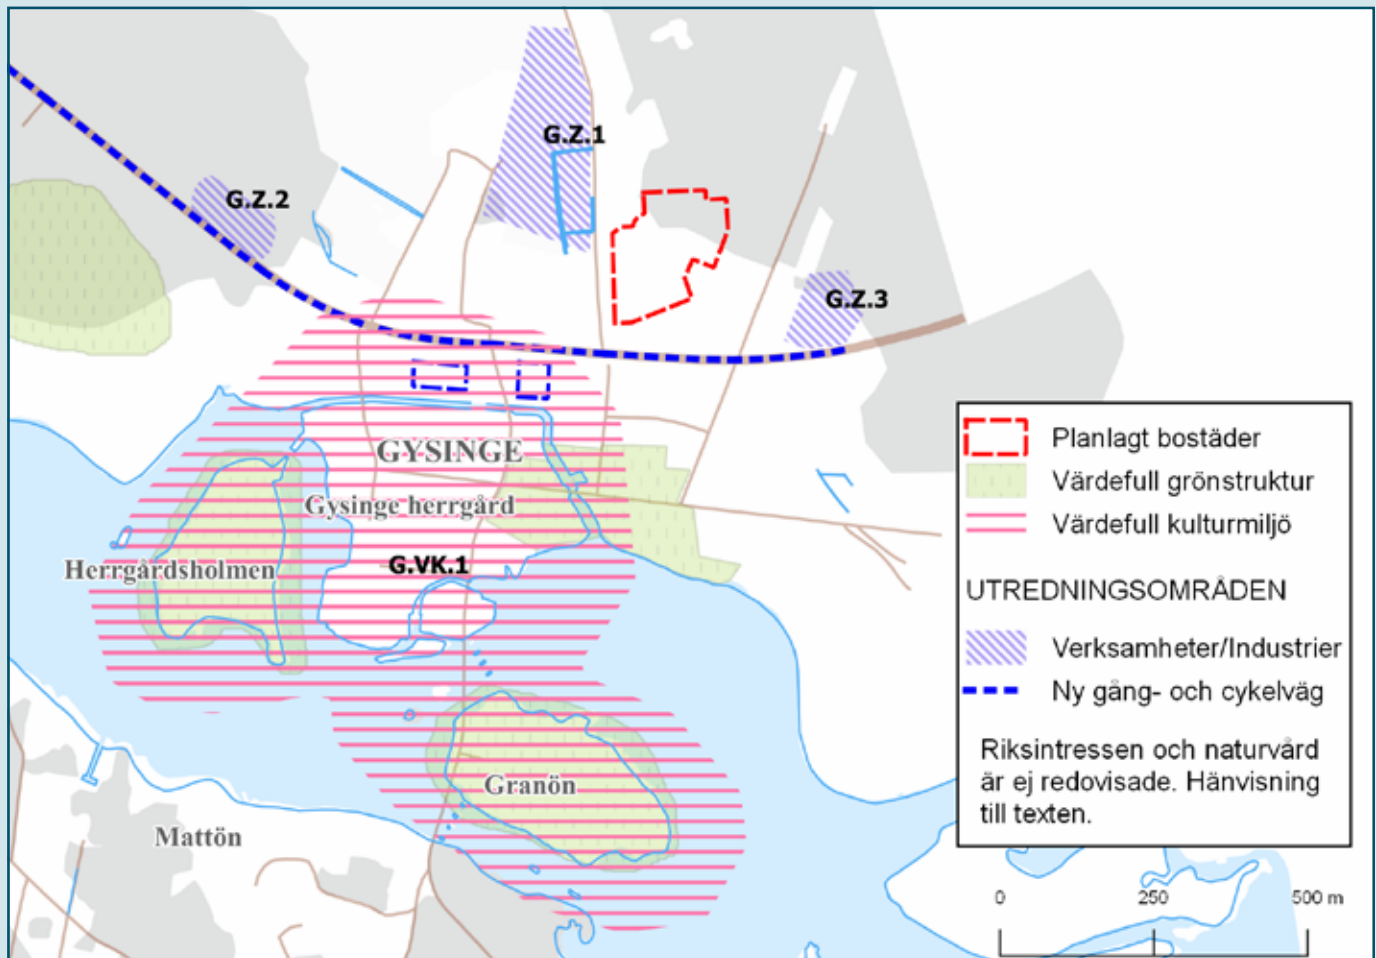 G.Z.1
G.Z.2
G.Z.3
GYSINGE
Gysinge herrgård
Herrgårdsholmen
G.VK.1
Granön
Mattön
Planlagt bostäder
Värdefull grönstruktur
Värdefull kulturmiljö
UTREDNINGSOMRÅDEN
Verksamheter/Industrier
Ny gång- och cykelväg
Riksintressen och naturvård
är ej redovisade. Hänvisning
till texten.
0 250 500 m